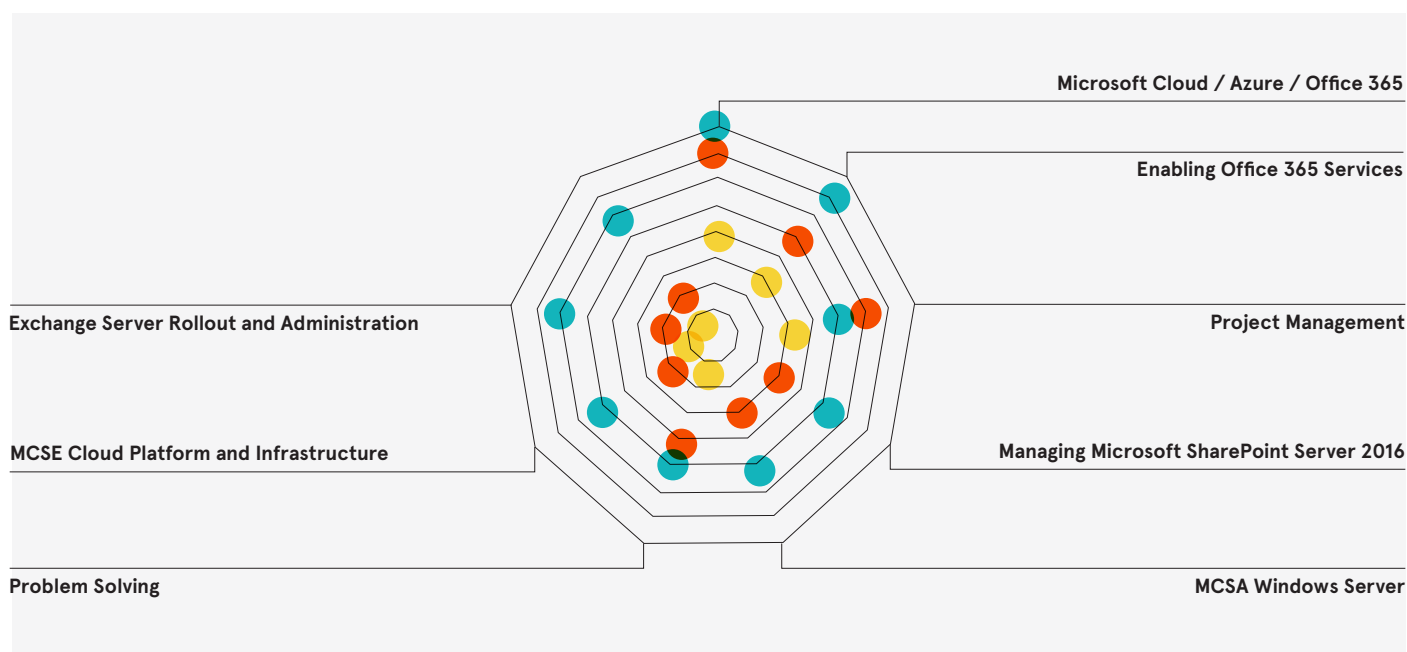 Microsoft Cloud / Azure / Office 365
Enabling Office 365 Services
Exchange Server Rollout and Administration
Project Management
MCSE Cloud Platform and Infrastructure
Managing Microsoft SharePoint Server 2016
Problem Solving
MCSA Windows Server